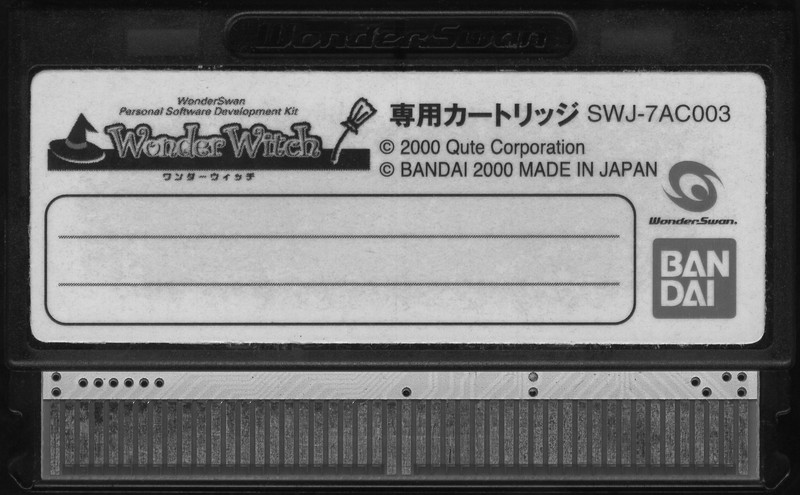 WonderSwan
WonderSwan
Personal Software Development Kit
Wonder Witch
ワンダーウィッチ
専用カートリッジ SWJ-7AC003
© 2000 Qute Corporation
© BANDAI 2000 MADE IN JAPAN
WonderSwan.
BAN
DAI